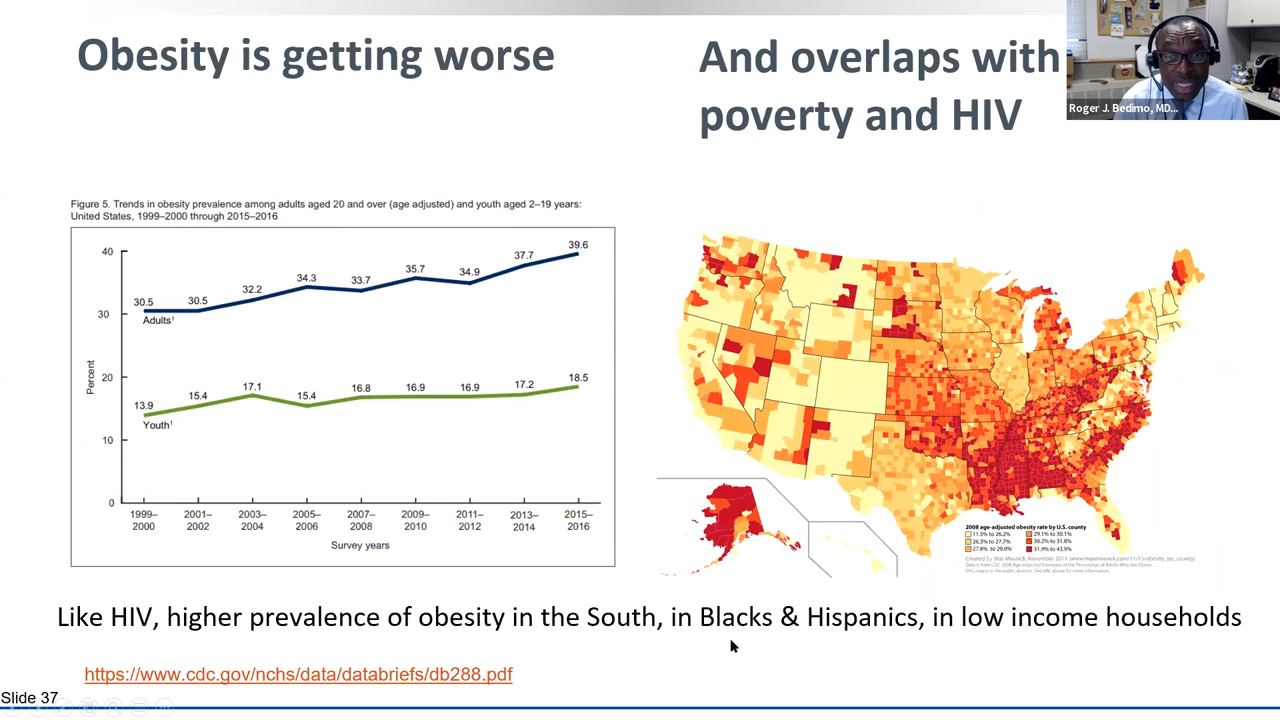 Obesity is getting worse
And overlaps with
poverty and HIV
Roger J. Bedimo, MD...
Figure 5. Trends in obesity prevalence among adults aged 20 and over (age adjusted) and youth aged 2–19 years:
United States, 1999–2000 through 2015–2016
40
30
20
10
0
Percent
30.5
30.5
32.2
34.3
33.7
35.7
34.9
37.7
39.6
Adults¹
13.9
15.4
17.1
15.4
16.8
16.9
16.9
17.2
18.5
Youth¹
1999–
2000
2001–
2002
2003–
2004
2005–
2006
2007–
2008
2009–
2010
2011–
2012
2013–
2014
2015–
2016
Survey years
2008 age-adjusted obesity rate by U.S. county
11.5% to 26.2%
29.1% to 30.1%
26.3% to 27.7%
30.2% to 31.8%
27.8% to 29.0%
31.9% to 43.9%
Like HIV, higher prevalence of obesity in the South, in Blacks & Hispanics, in low income households
https://www.cdc.gov/nchs/data/databriefs/db288.pdf
Slide 37